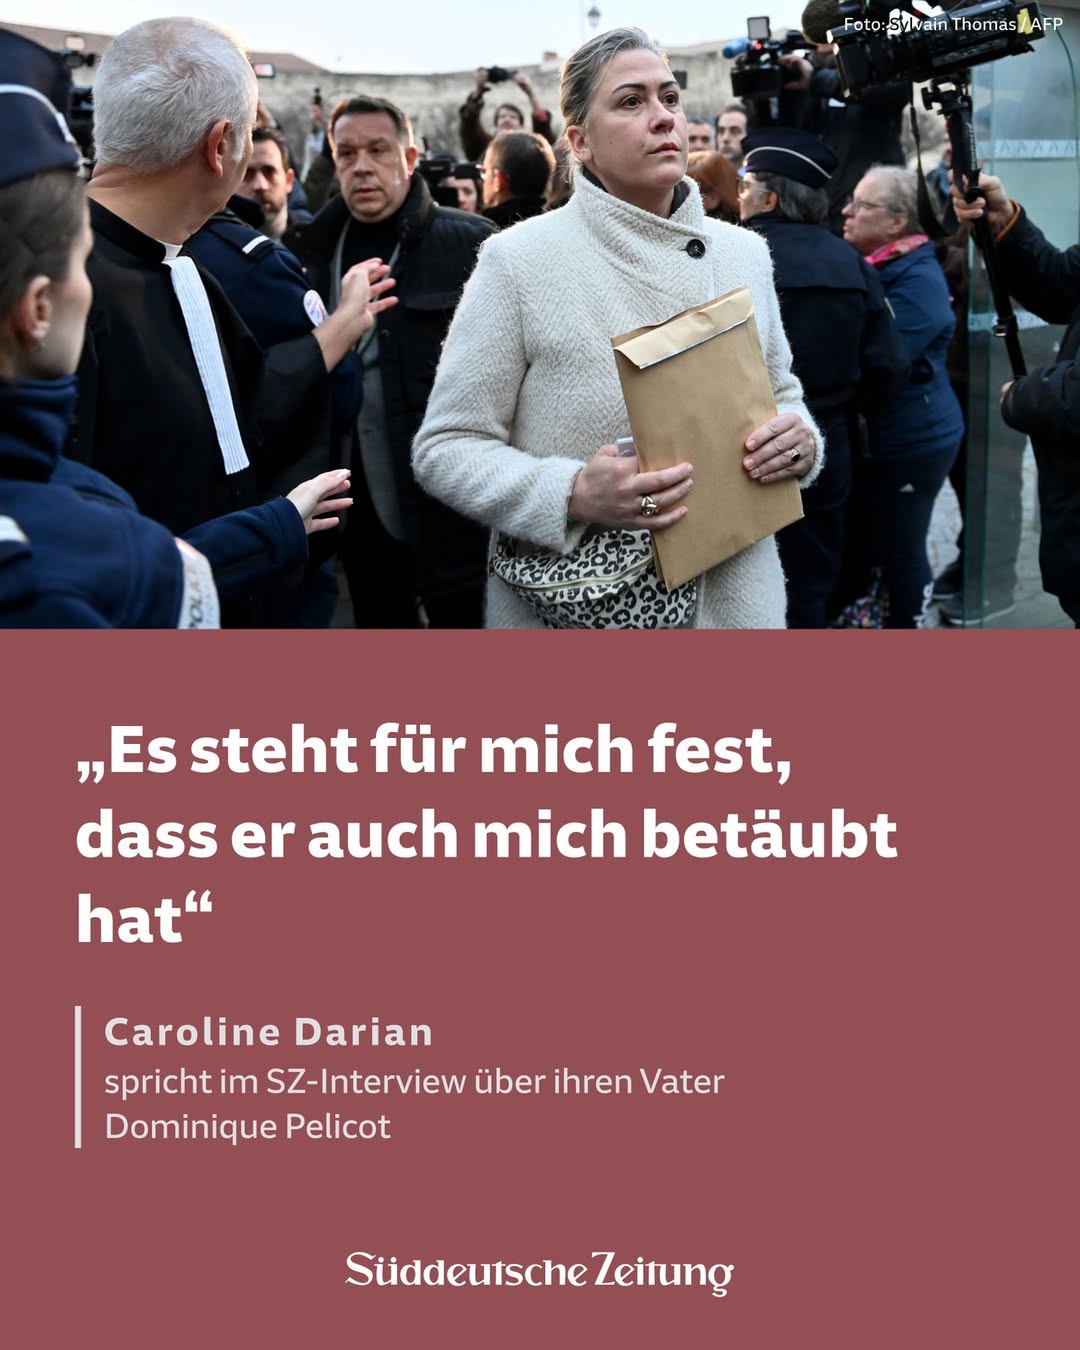 Foto: Sylvain Thomas / AFP
„Es steht für mich fest,
dass er auch mich betäubt
hat“
Caroline Darian
spricht im SZ-Interview über ihren Vater
Dominique Pelicot
Süddeutsche Zeitung